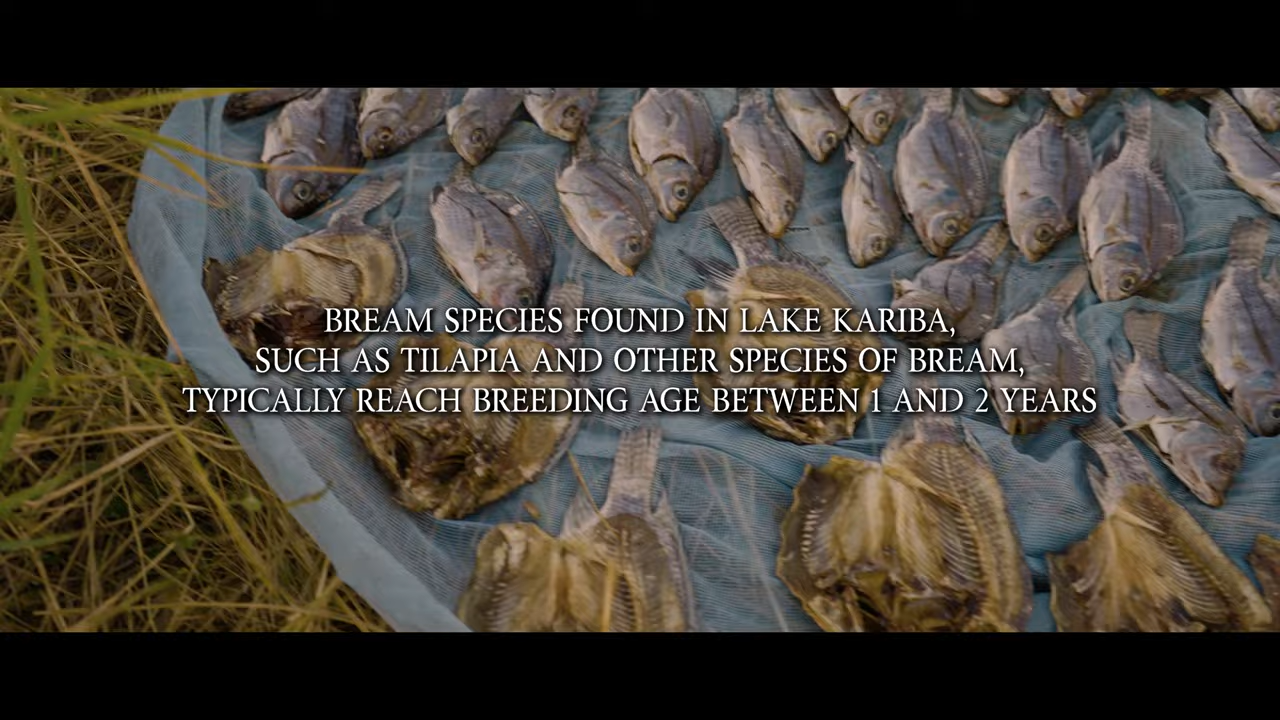 BREAM SPECIES FOUND IN LAKE KARIBA,
SUCH AS TILAPIA AND OTHER SPECIES OF BREAM,
TYPICALLY REACH BREEDING AGE BETWEEN 1 AND 2 YEARS